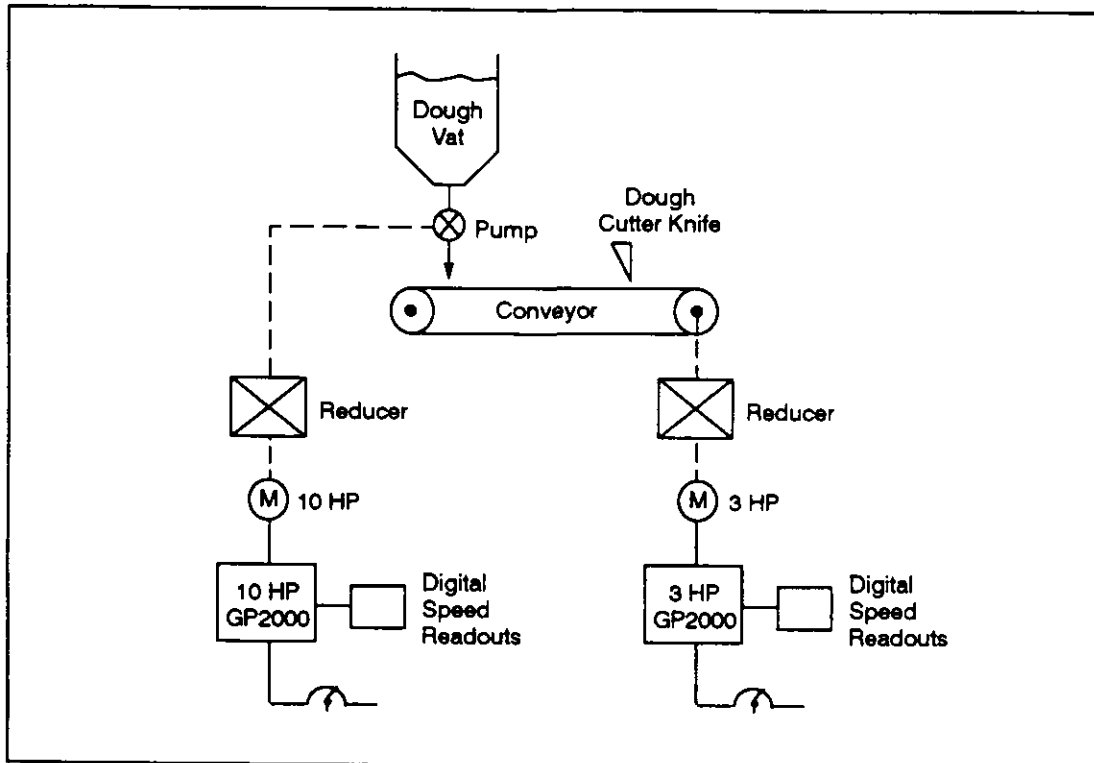 Dough
Vat
Dough
Cutter Knife
Pump
Conveyor
Reducer
Reducer
M
10 HP
M
3 HP
10 HP
GP2000
Digital
Speed
Readouts
3 HP
GP2000
Digital
Speed
Readouts